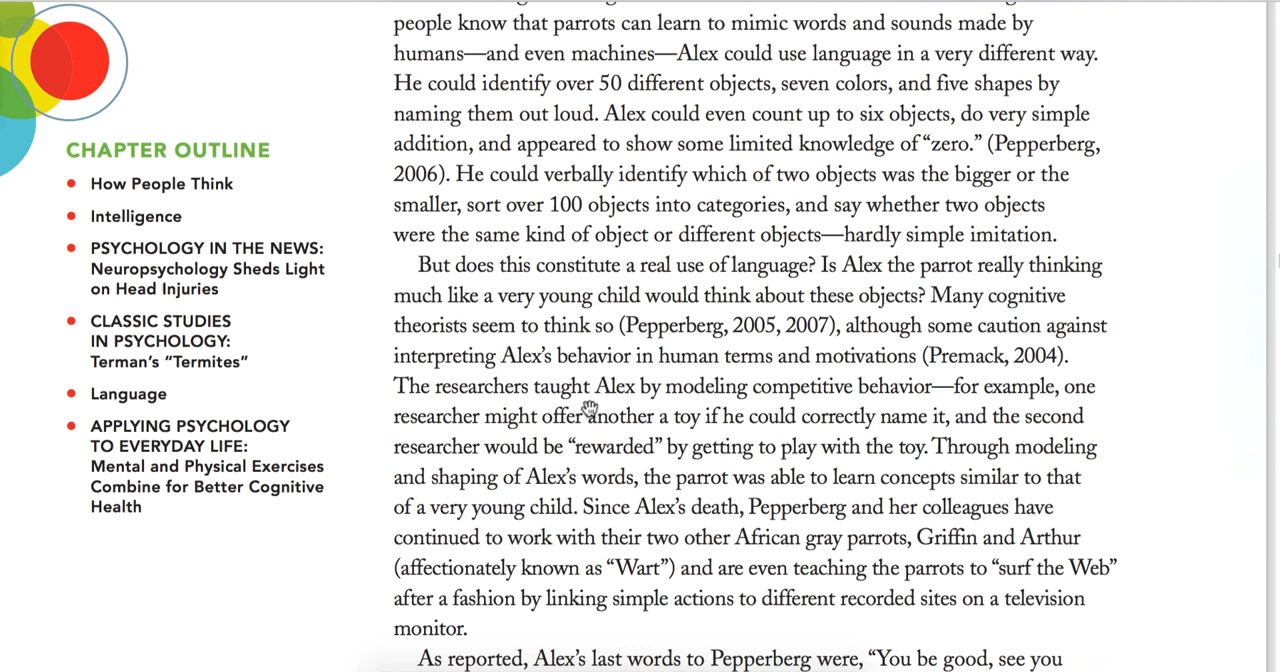 CHAPTER OUTLINE
• How People Think
• Intelligence
• PSYCHOLOGY IN THE NEWS:
Neuropsychology Sheds Light
on Head Injuries
• CLASSIC STUDIES
IN PSYCHOLOGY:
Terman’s “Termites”
• Language
• APPLYING PSYCHOLOGY
TO EVERYDAY LIFE:
Mental and Physical Exercises
Combine for Better Cognitive
Health
people know that parrots can learn to mimic words and sounds made by
humans—and even machines—Alex could use language in a very different way.
He could identify over 50 different objects, seven colors, and five shapes by
naming them out loud. Alex could even count up to six objects, do very simple
addition, and appeared to show some limited knowledge of “zero.” (Pepperberg,
2006). He could verbally identify which of two objects was the bigger or the
smaller, sort over 100 objects into categories, and say whether two objects
were the same kind of object or different objects—hardly simple imitation.
But does this constitute a real use of language? Is Alex the parrot really thinking
much like a very young child would think about these objects? Many cognitive
theorists seem to think so (Pepperberg, 2005, 2007), although some caution against
interpreting Alex’s behavior in human terms and motivations (Premack, 2004).
The researchers taught Alex by modeling competitive behavior—for example, one
researcher might offer another a toy if he could correctly name it, and the second
researcher would be “rewarded” by getting to play with the toy. Through modeling
and shaping of Alex’s words, the parrot was able to learn concepts similar to that
of a very young child. Since Alex’s death, Pepperberg and her colleagues have
continued to work with their two other African gray parrots, Griffin and Arthur
(affectionately known as “Wart”) and are even teaching the parrots to “surf the Web”
after a fashion by linking simple actions to different recorded sites on a television
monitor.
As reported, Alex’s last words to Pepperberg were, “You be good, see you